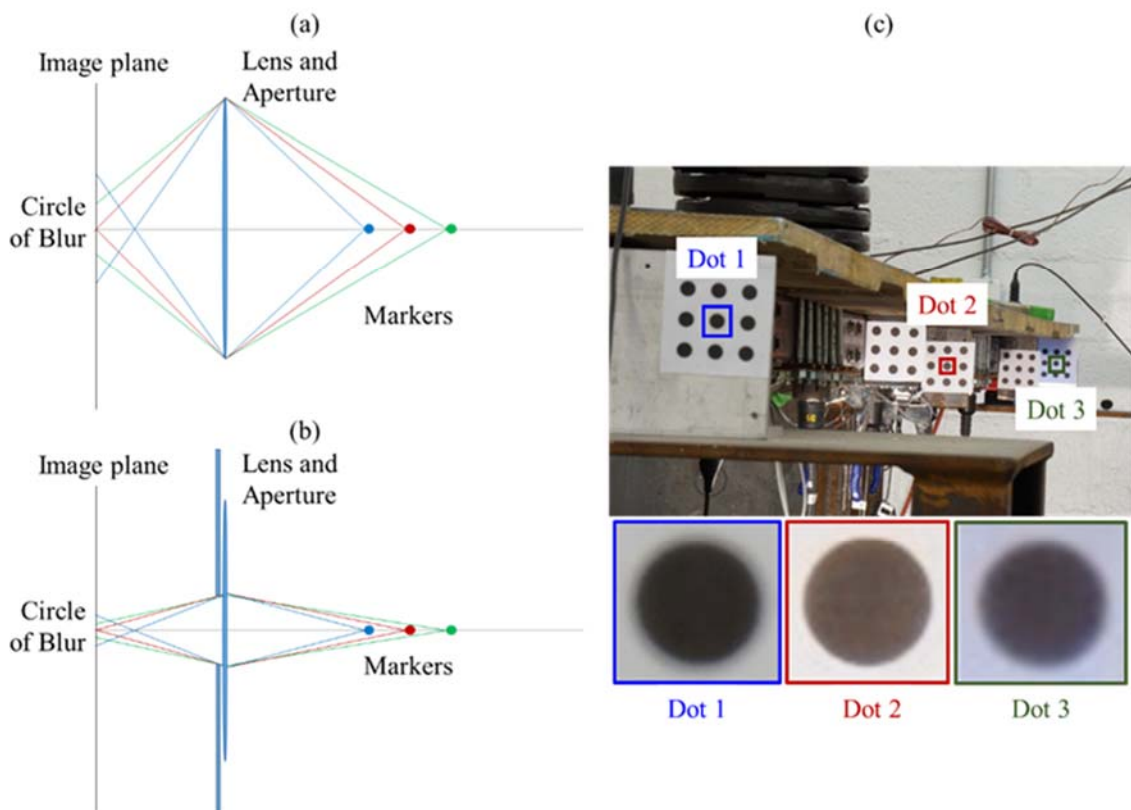 (a)
Image plane
Lens and
Aperture
Circle
of Blur
Markers
(b)
Image plane
Lens and
Aperture
Circle
of Blur
Markers
(c)
Dot 1
Dot 2
Dot 3
Dot 1
Dot 2
Dot 3